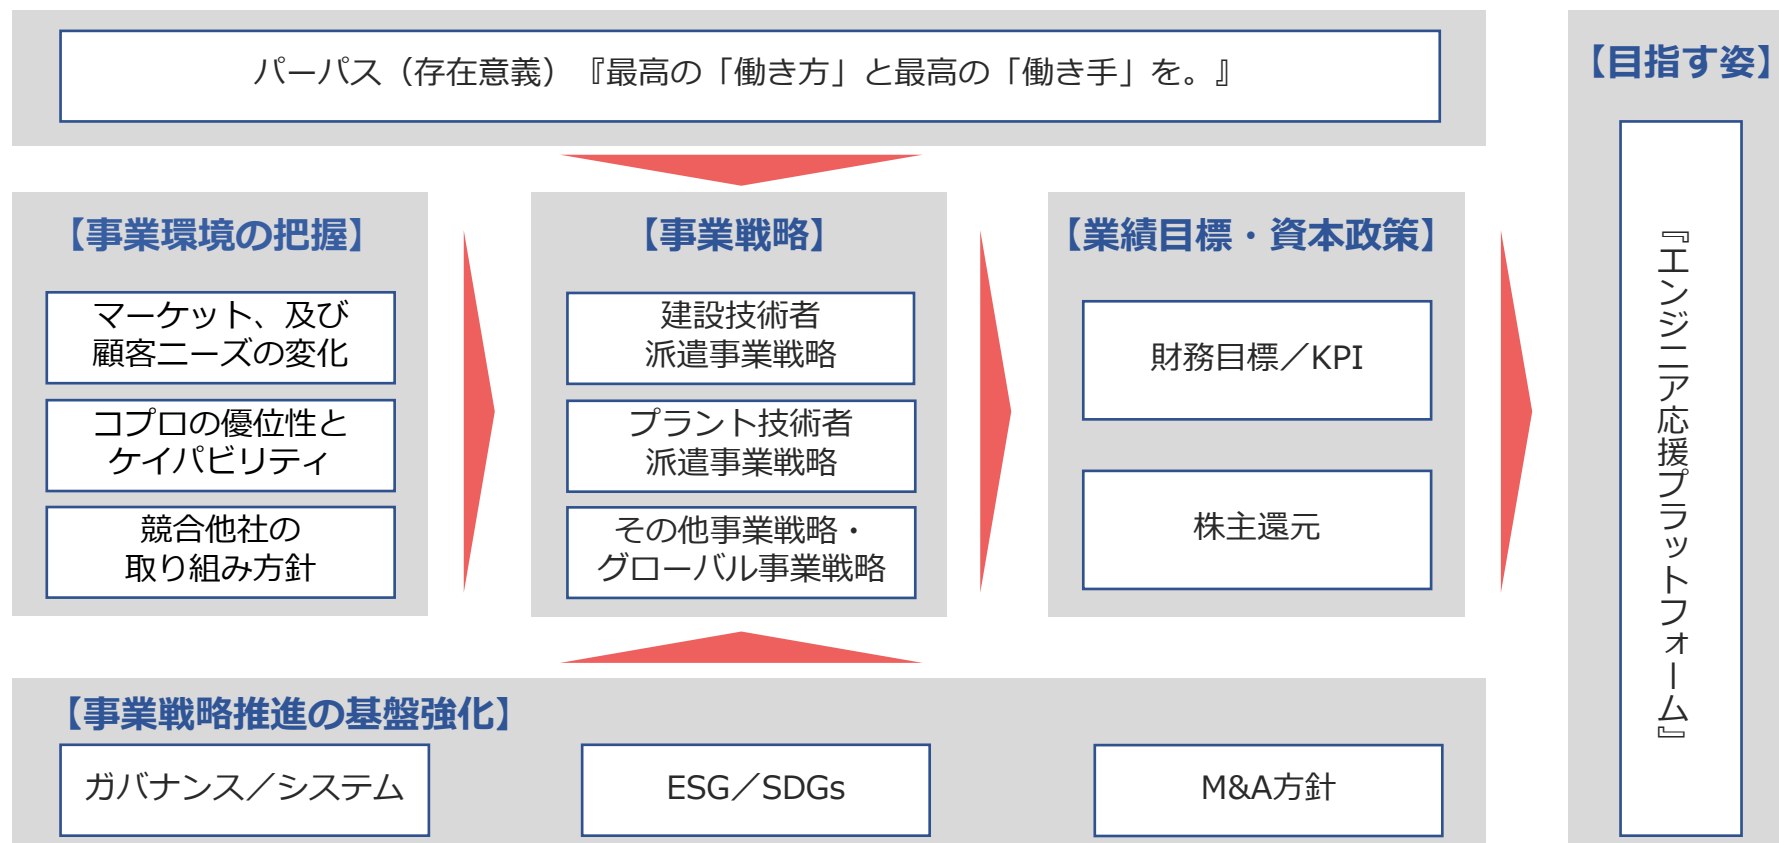 パーパス（存在意義）『最高の「働き方」と最高の「働き手」を。』
【事業環境の把握】
マーケット、及び
顧客ニーズの変化
コプロの優位性と
ケイパビリティ
競合他社の
取り組み方針
【事業戦略】
建設技術者
派遣事業戦略
プラント技術者
派遣事業戦略
その他事業戦略・
グローバル事業戦略
【業績目標・資本政策】
財務目標／KPI
株主還元
【事業戦略推進の基盤強化】
ガバナンス／システム
ESG／SDGs
M&A方針
【目指す姿】
『エンジニア応援プラットフォーム』